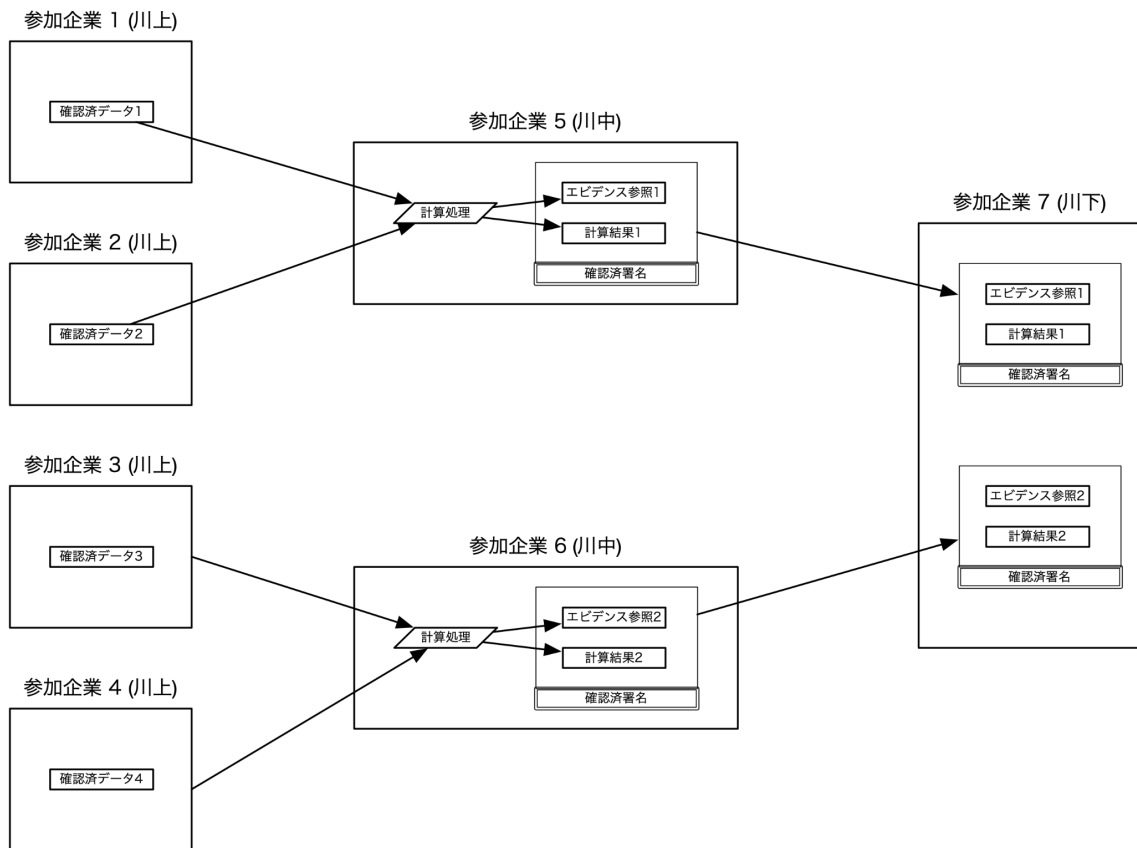 参加企業 1 (川上)
確認済データ1
参加企業 2 (川上)
確認済データ2
参加企業 3 (川上)
確認済データ3
参加企業 4 (川上)
確認済データ4
参加企業 5 (川中)
計算処理
エビデンス参照1
計算結果1
確認済署名
参加企業 6 (川中)
計算処理
エビデンス参照2
計算結果2
確認済署名
参加企業 7 (川下)
エビデンス参照1
計算結果1
確認済署名
エビデンス参照2
計算結果2
確認済署名